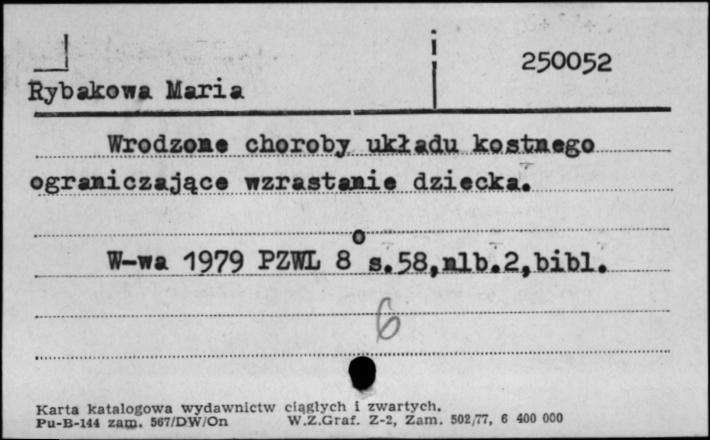 250052
Rybakowa Maria
Wrodzone choroby układu kostnego
ograniczające wzrastanie dziecka.
W-wa 1979 PZWL 8° s.58,nlb.2,bibl.
6
Karta katalogowa wydawnictw ciągłych i zwartych.
Pu-B-144 zam. 567/DW/On W.Z.Graf. Z-2, Zam. 502/77, 6 400 000